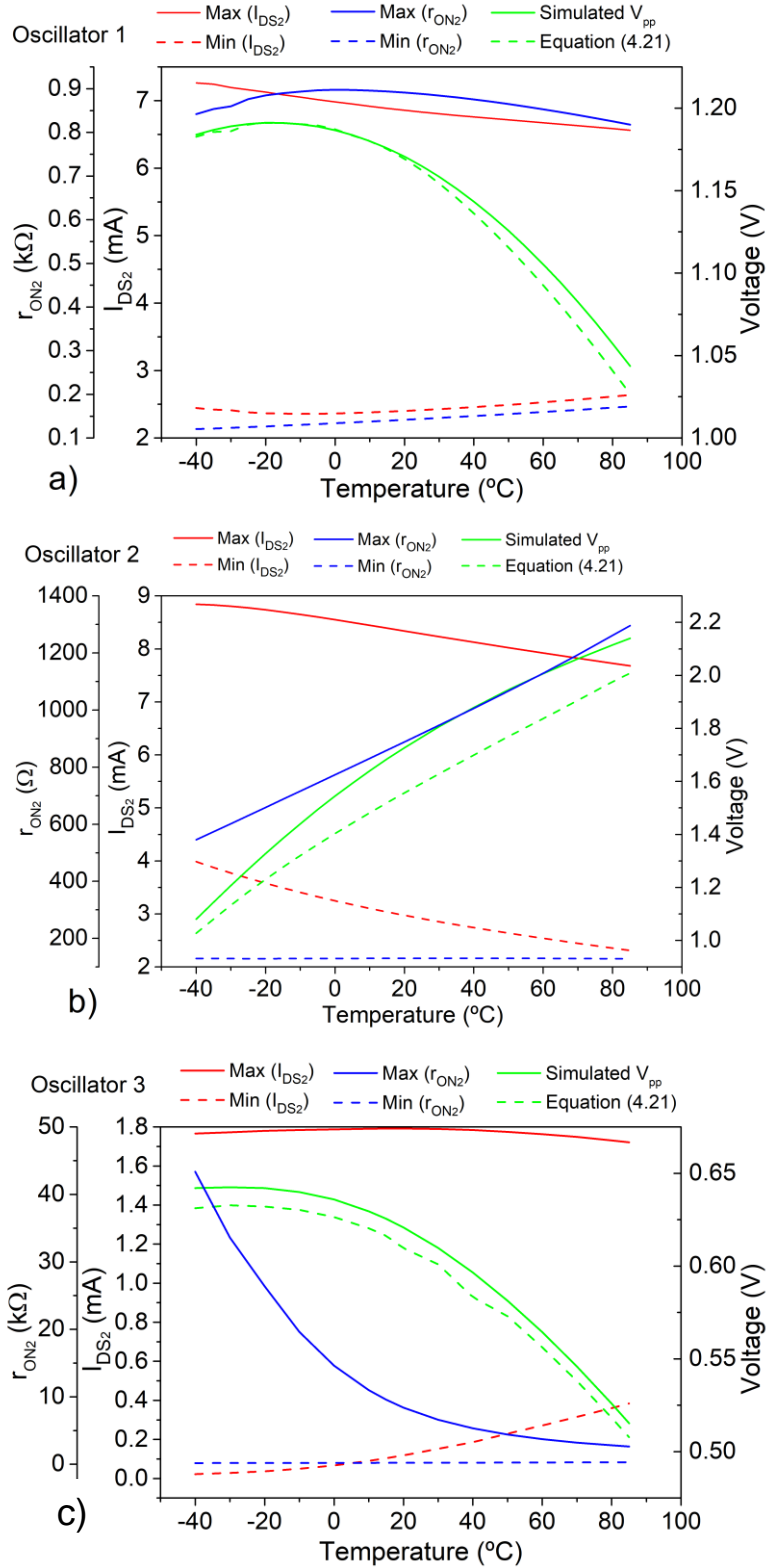 Oscillator 1
Max (I_DS2) Max (r_ON2) Simulated V_pp
Min (I_DS2) Min (r_ON2) Equation (4.21)
r_ON2 (kΩ)
0.9
0.8
0.7
0.6
0.5
0.4
0.3
0.2
0.1
I_DS2 (mA)
7
6
5
4
3
2
Voltage (V)
1.20
1.15
1.10
1.05
1.00
-40 -20 0 20 40 60 80 100
Temperature (ºC)
a)
Oscillator 2
Max (I_DS2) Max (r_ON2) Simulated V_pp
Min (I_DS2) Min (r_ON2) Equation (4.21)
r_ON2 (Ω)
1400
1200
1000
800
600
400
200
I_DS2 (mA)
9
8
7
6
5
4
3
2
Voltage (V)
2.2
2.0
1.8
1.6
1.4
1.2
1.0
-40 -20 0 20 40 60 80 100
Temperature (ºC)
b)
Oscillator 3
Max (I_DS2) Max (r_ON2) Simulated V_pp
Min (I_DS2) Min (r_ON2) Equation (4.21)
r_ON2 (kΩ)
50
40
30
20
10
0
I_DS2 (mA)
1.8
1.6
1.4
1.2
1.0
0.8
0.6
0.4
0.2
0.0
Voltage (V)
0.65
0.60
0.55
0.50
-40 -20 0 20 40 60 80 100
Temperature (ºC)
c)